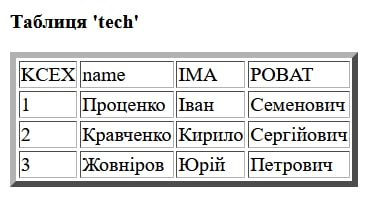 Таблиця 'tech'
KCEX name IMA POBAT
1 Проценко Іван Семенович
2 Кравченко Кирило Сергійович
3 Жовніров Юрій Петрович